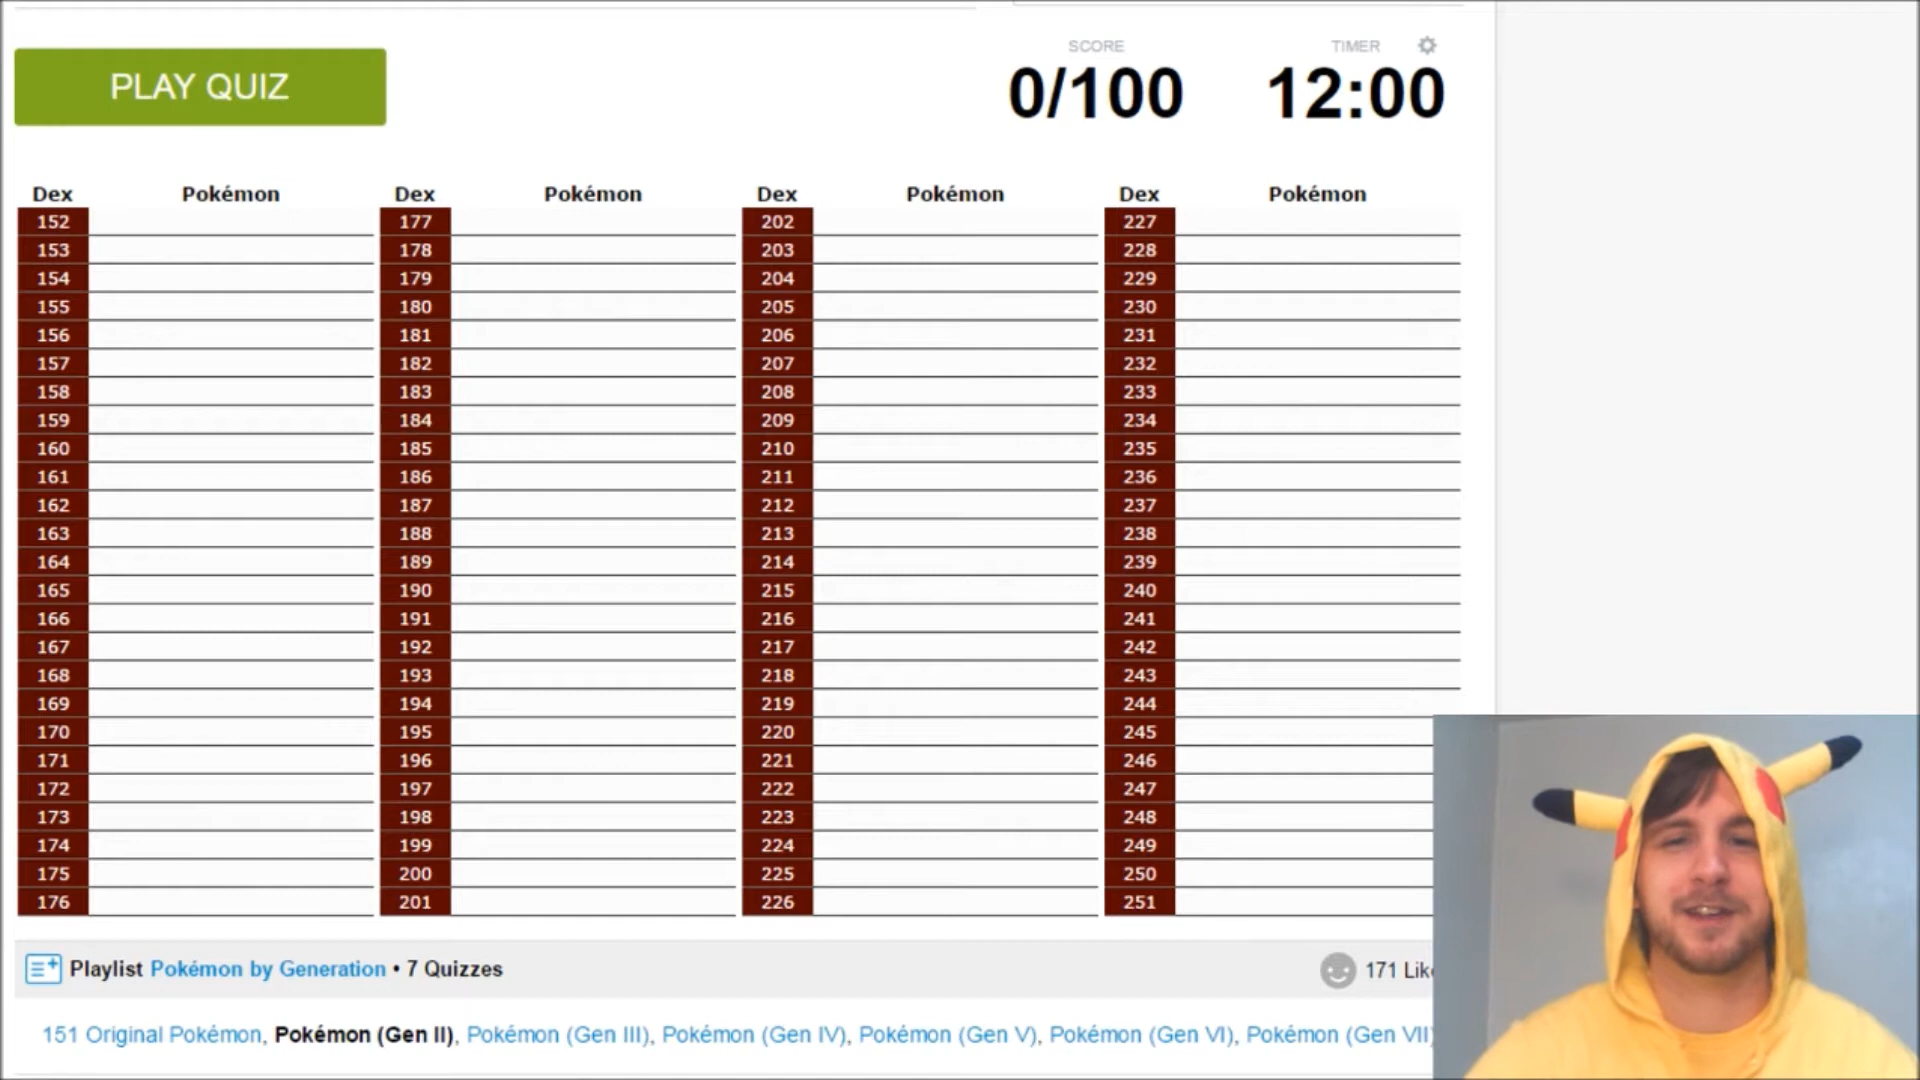 SCORE TIMER
PLAY QUIZ 0/100 12:00
Dex Pokémon Dex Pokémon Dex Pokémon Dex Pokémon
152 177 202 227
153 178 203 228
154 179 204 229
155 180 205 230
156 181 206 231
157 182 207 232
158 183 208 233
159 184 209 234
160 185 210 235
161 186 211 236
162 187 212 237
163 188 213 238
164 189 214 239
165 190 215 240
166 191 216 241
167 192 217 242
168 193 218 243
169 194 219 244
170 195 220 245
171 196 221 246
172 197 222 247
173 198 223 248
174 199 224 249
175 200 225 250
176 201 226 251
Playlist Pokémon by Generation • 7 Quizzes 171 Lik
151 Original Pokémon, Pokémon (Gen II), Pokémon (Gen III), Pokémon (Gen IV), Pokémon (Gen V), Pokémon (Gen VI), Pokémon (Gen VII)